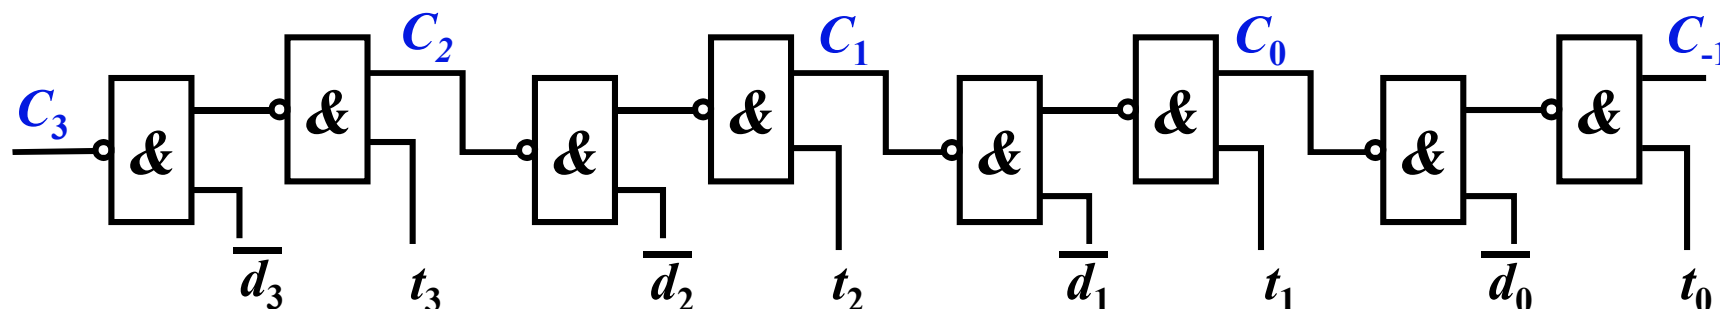 C₂ C₁ C₀ C₋₁
C₃ & & & & & & & &
d̅₃ t₃ d̅₂ t₂ d̅₁ t₁ d̅₀ t₀